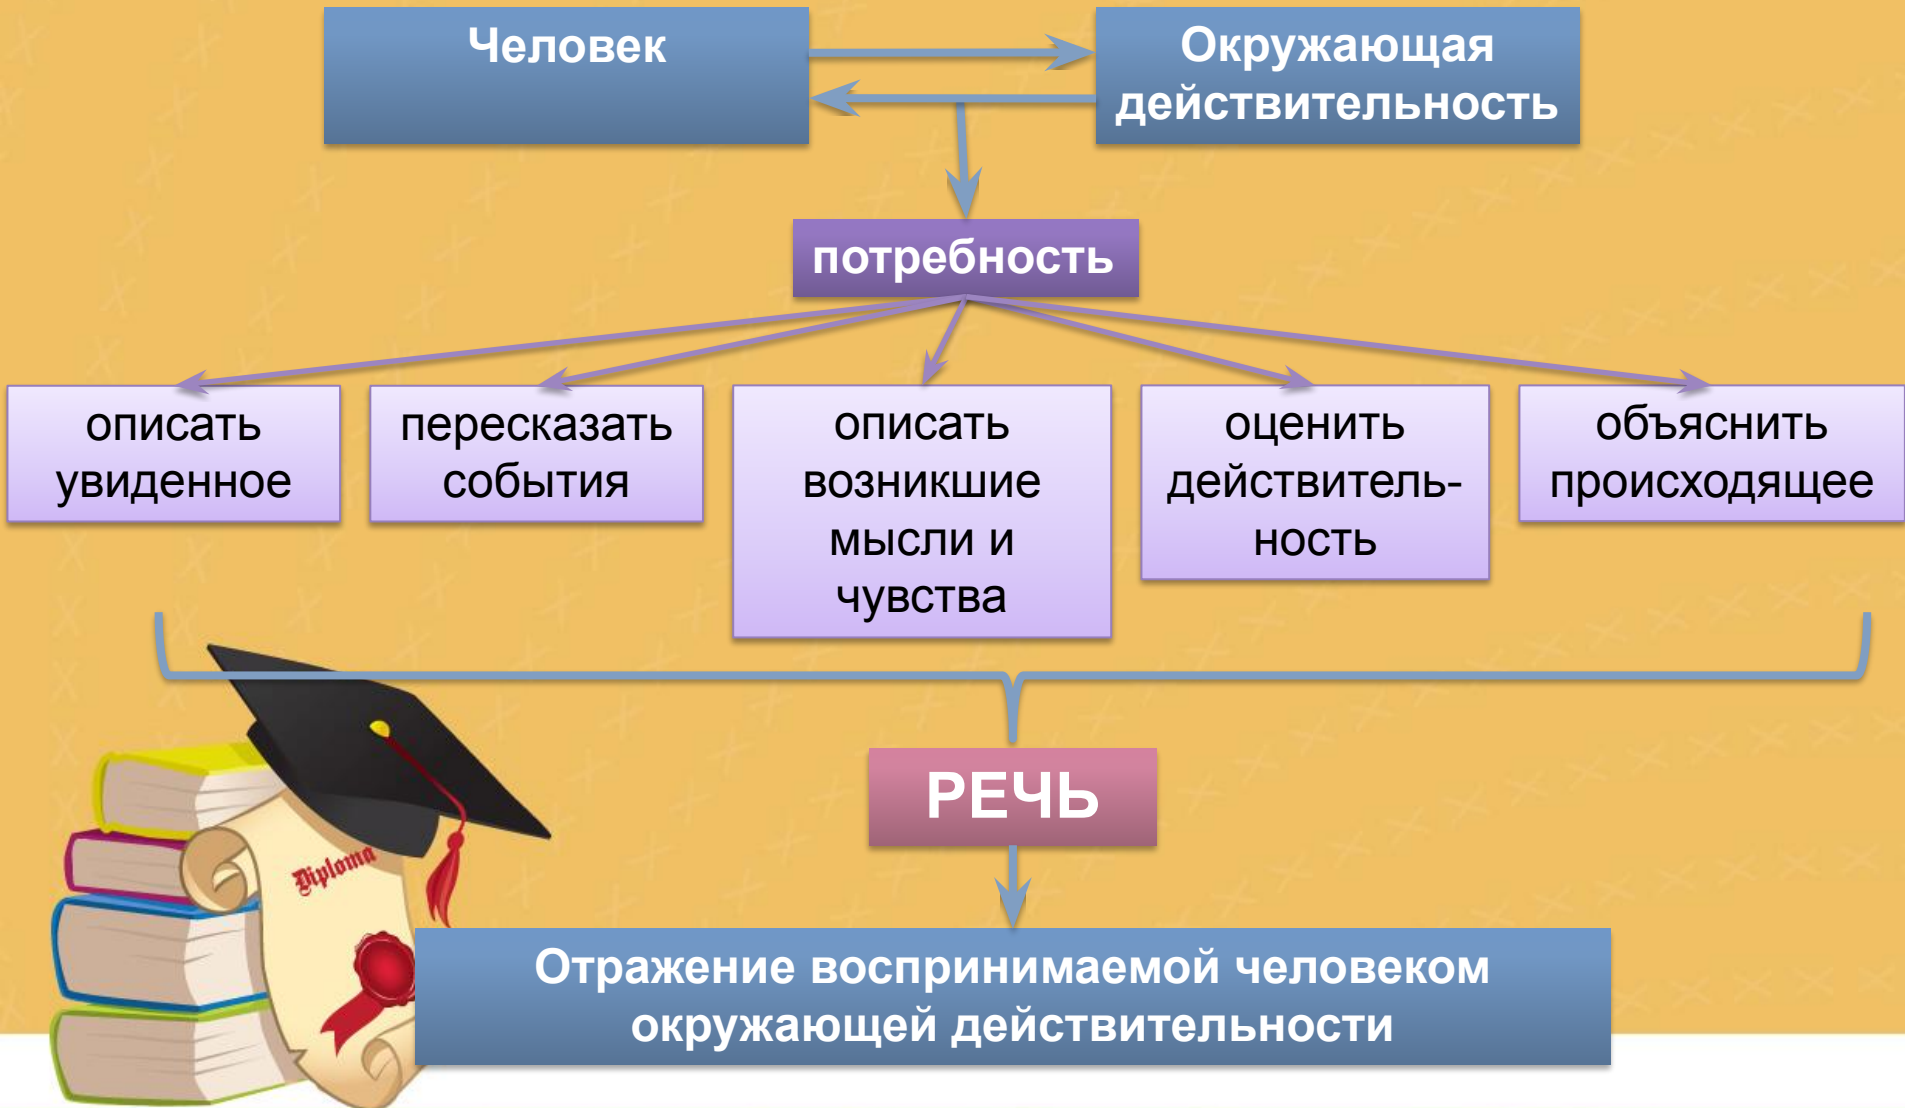 Человек
Окружающая
действительность
потребность
описать
увиденное
пересказать
события
описать
возникшие
мысли и
чувства
оценить
действитель-
ность
объяснить
происходящее
РЕЧЬ
Diploma
Отражение воспринимаемой человеком
окружающей действительности